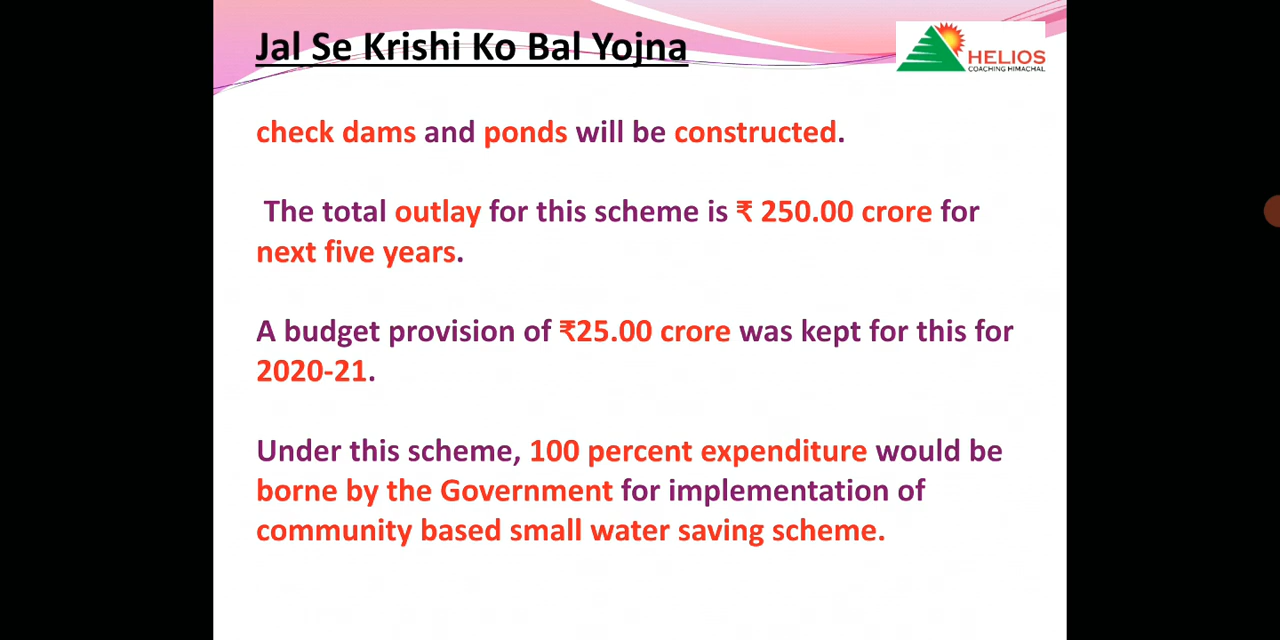 Jal Se Krishi Ko Bal Yojna
HELIOS
COACHING HIMACHAL
check dams and ponds will be constructed.
The total outlay for this scheme is ₹ 250.00 crore for
next five years.
A budget provision of ₹25.00 crore was kept for this for
2020-21.
Under this scheme, 100 percent expenditure would be
borne by the Government for implementation of
community based small water saving scheme.